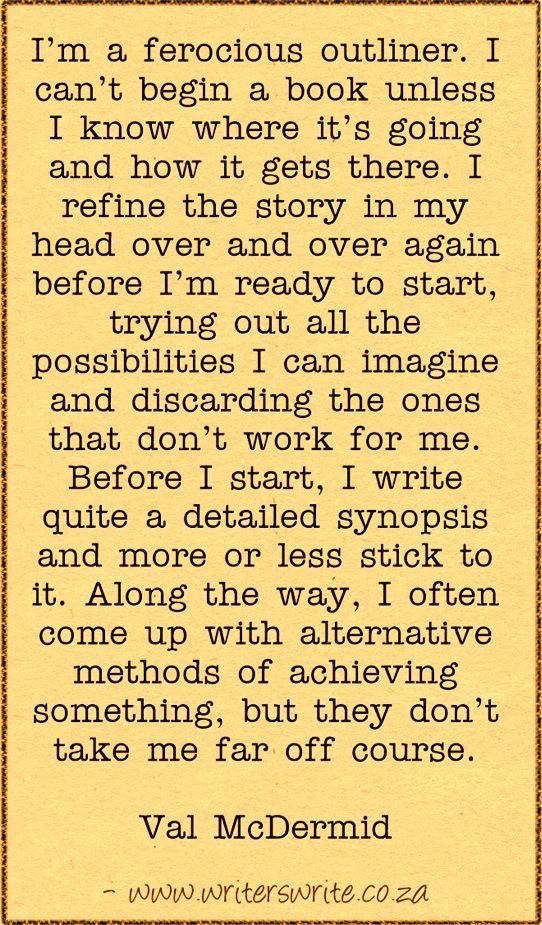 I'm a ferocious outliner. I
can't begin a book unless
I know where it's going
and how it gets there. I
refine the story in my
head over and over again
before I'm ready to start,
trying out all the
possibilities I can imagine
and discarding the ones
that don't work for me.
Before I start, I write
quite a detailed synopsis
and more or less stick to
it. Along the way, I often
come up with alternative
methods of achieving
something, but they don't
take me far off course.
Val McDermid
- www.writerswrite.co.za